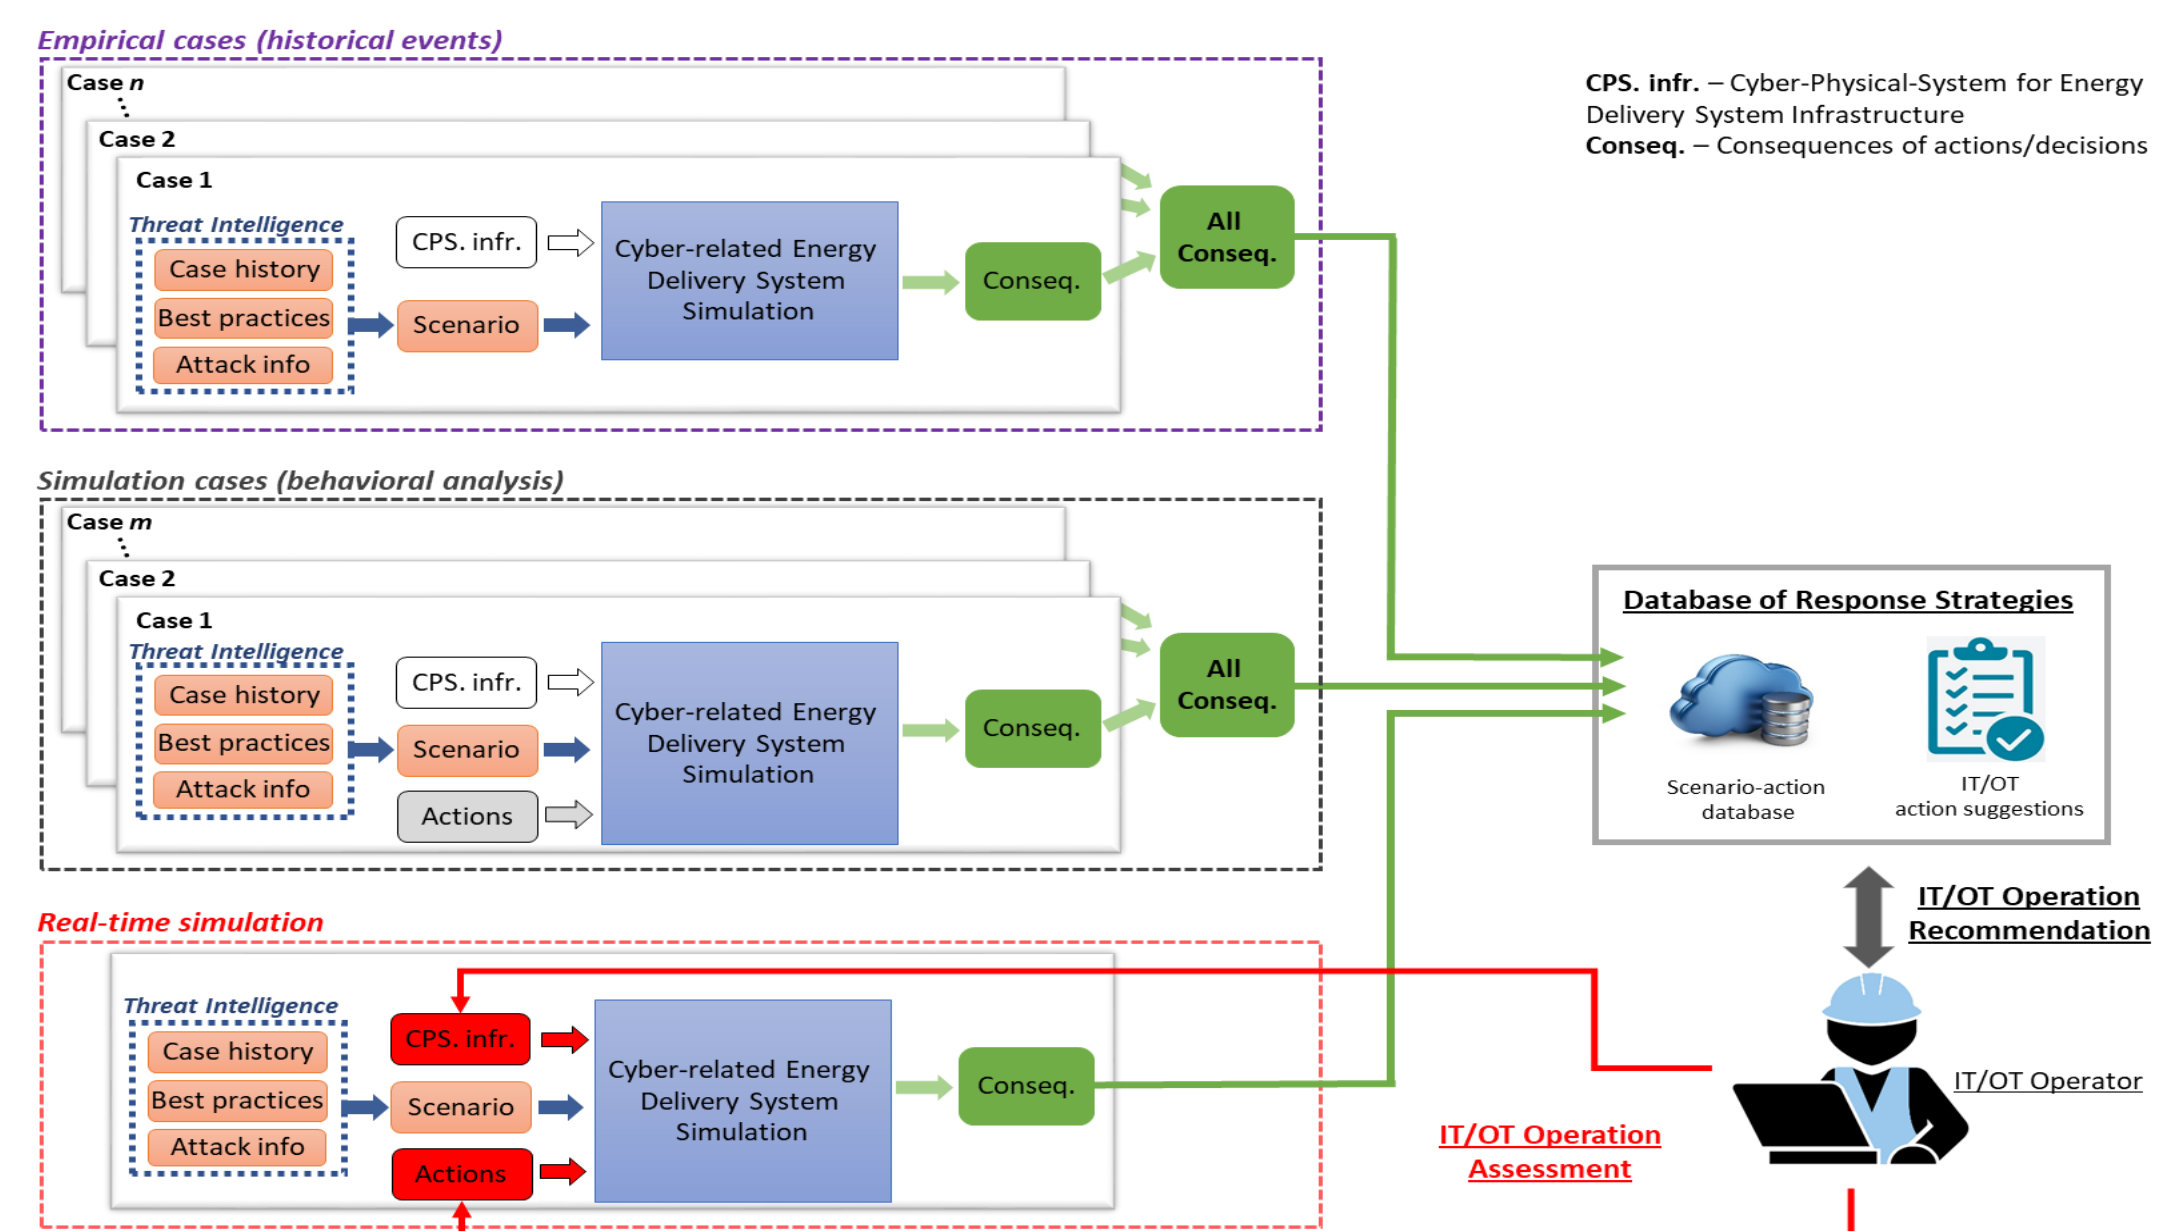 Empirical cases (historical events)
Case n
Case 2
Case 1
Threat Intelligence
Case history
Best practices
Attack info
CPS. infr.
Scenario
Cyber-related Energy
Delivery System
Simulation
Conseq.
All
Conseq.
CPS. infr. – Cyber-Physical-System for Energy
Delivery System Infrastructure
Conseq. – Consequences of actions/decisions
Simulation cases (behavioral analysis)
Case m
Case 2
Case 1
Threat Intelligence
Case history
Best practices
Attack info
CPS. infr.
Scenario
Actions
Cyber-related Energy
Delivery System
Simulation
Conseq.
All
Conseq.
Database of Response Strategies
Scenario-action
database
IT/OT
action suggestions
IT/OT Operation
Recommendation
Real-time simulation
Threat Intelligence
Case history
Best practices
Attack info
CPS. infr.
Scenario
Actions
Cyber-related Energy
Delivery System
Simulation
Conseq.
IT/OT Operator
IT/OT Operation
Assessment